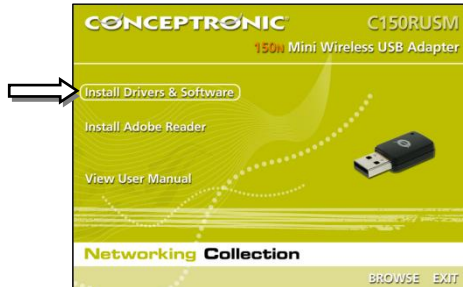 CONCEPTRONIC C150RUSM
150N Mini Wireless USB Adapter
Install Drivers & Software
Install Adobe Reader
View User Manual
Networking Collection
BROWSE EXIT